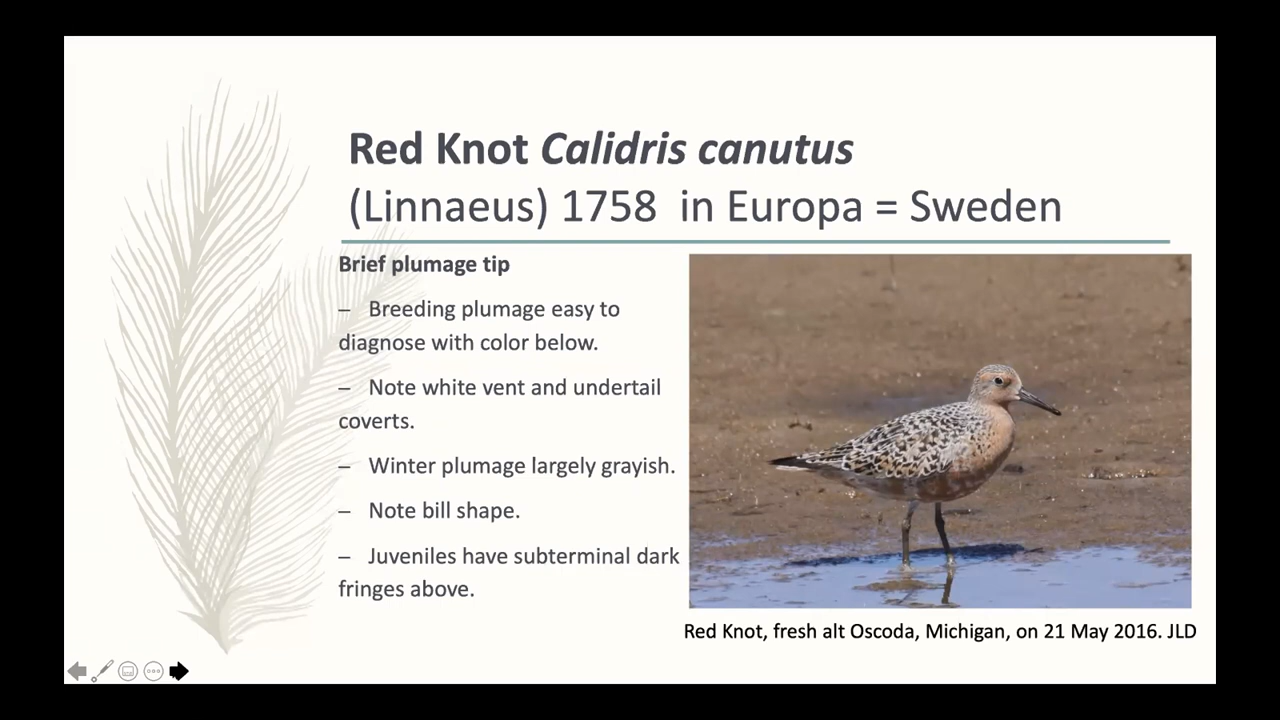 Red Knot Calidris canutus
(Linnaeus) 1758  in Europa = Sweden
Brief plumage tip
–   Breeding plumage easy to
diagnose with color below.
–   Note white vent and undertail
coverts.
–   Winter plumage largely grayish.
–   Note bill shape.
–   Juveniles have subterminal dark
fringes above.
Red Knot, fresh alt Oscoda, Michigan, on 21 May 2016. JLD